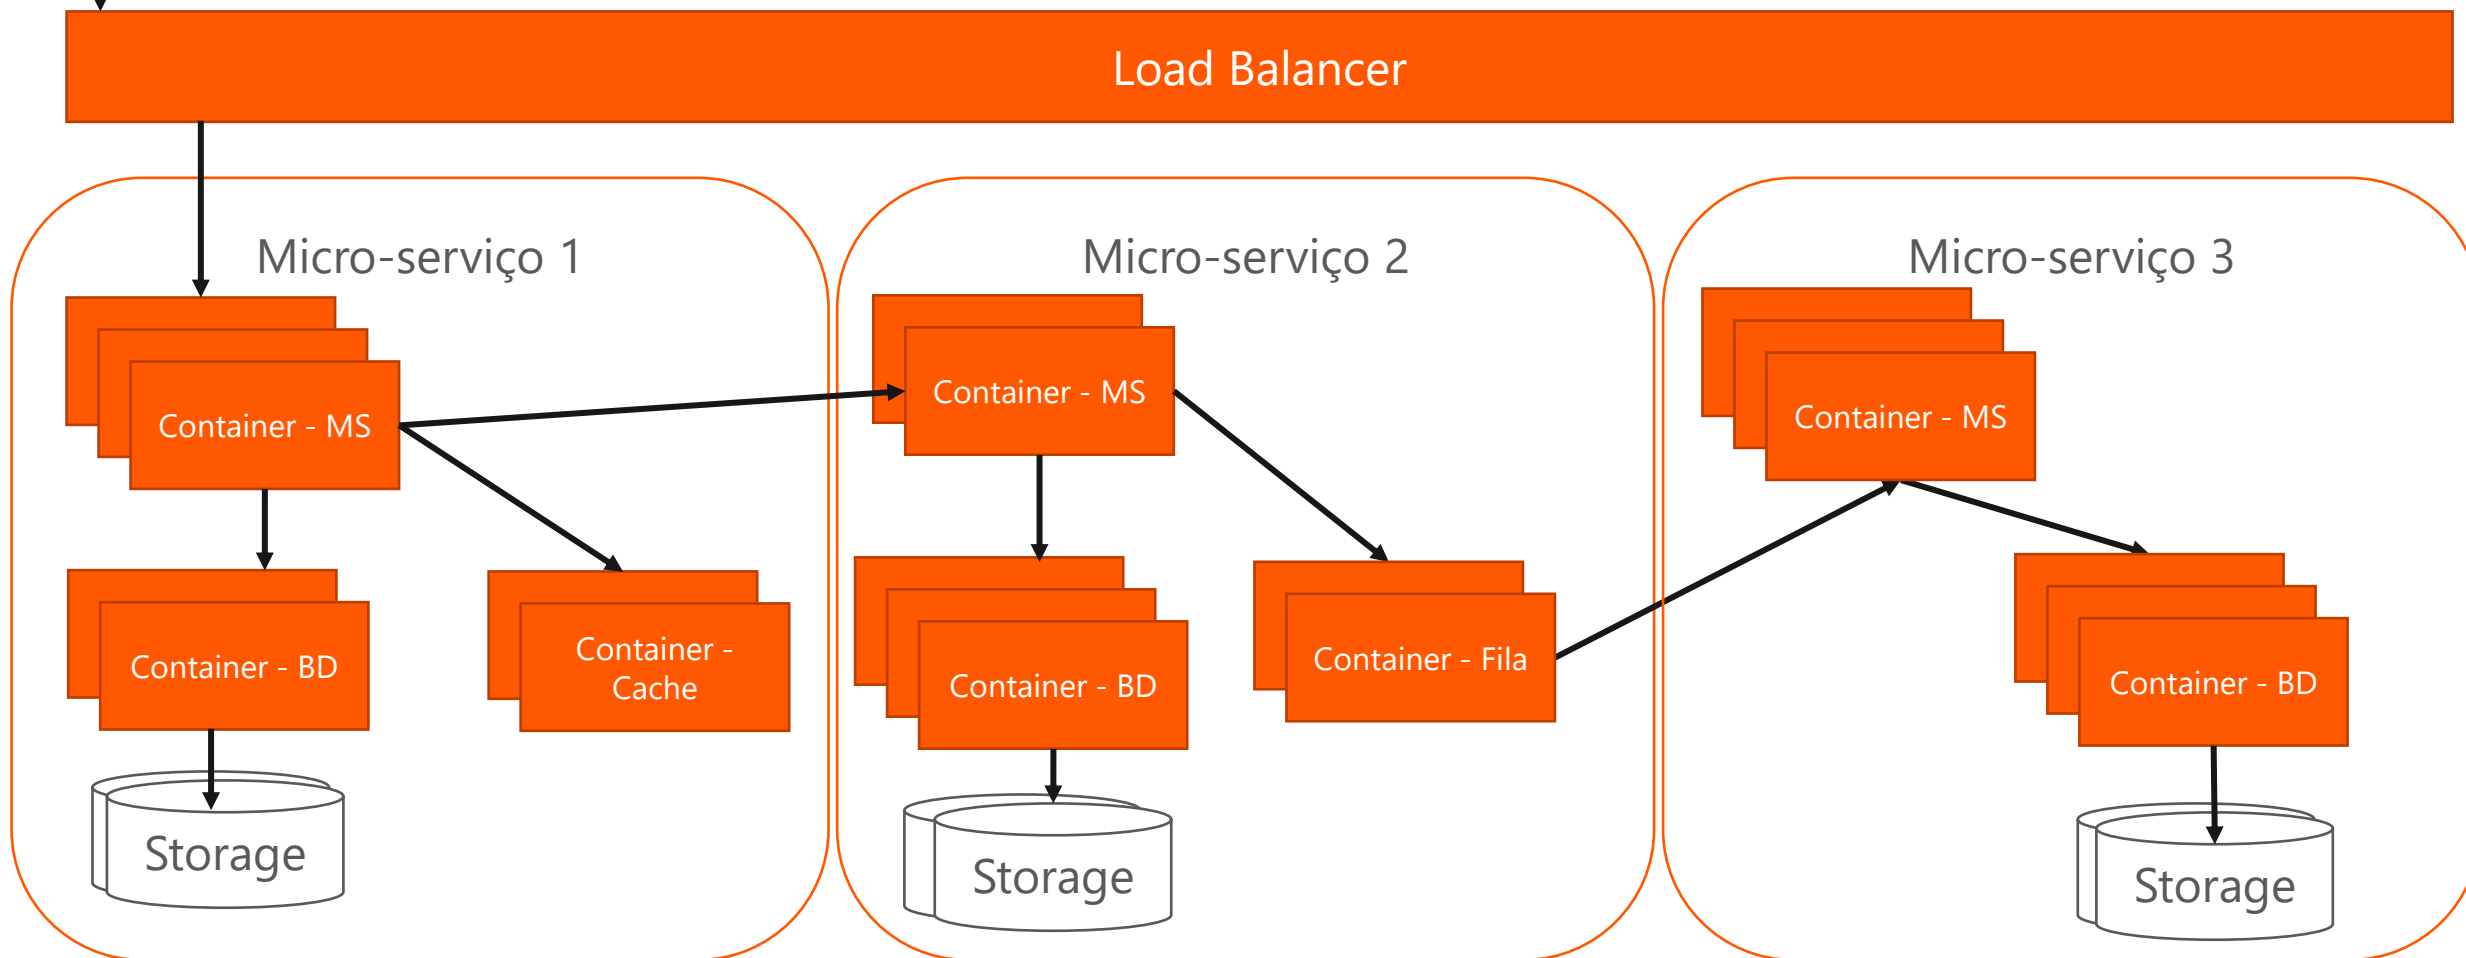 Load Balancer
Micro-serviço 1
Micro-serviço 2
Micro-serviço 3
Container - MS
Container - MS
Container - MS
Container - BD
Container -
Cache
Container - BD
Container - Fila
Container - BD
Storage
Storage
Storage